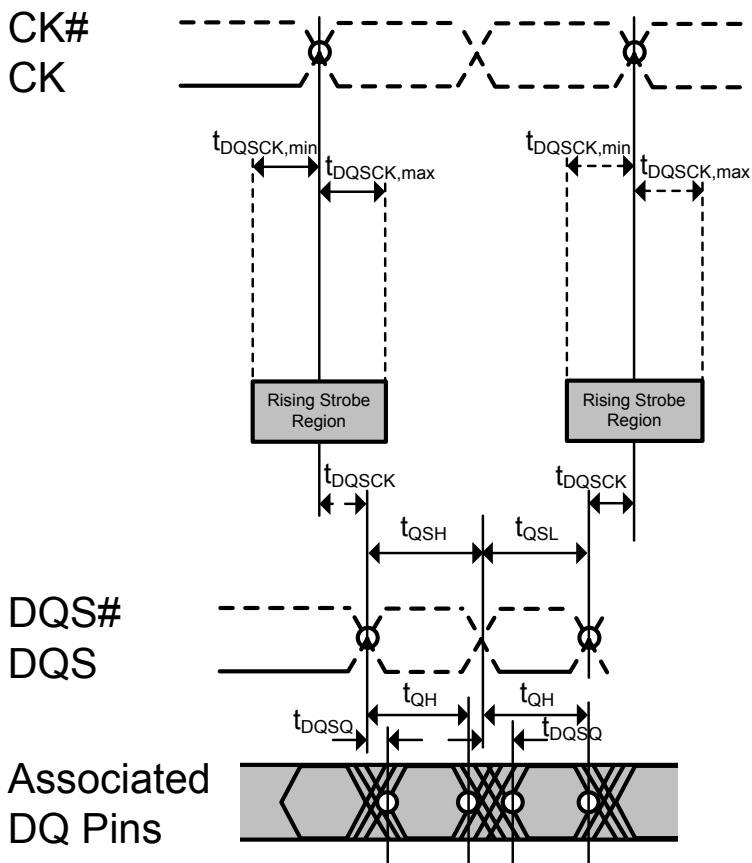 CK#
CK
tDQSCK,min
tDQSCK,max
tDQSCK,min
tDQSCK,max
Rising Strobe
Region
Rising Strobe
Region
tDQSCK
tDQSCK
tQSH
tQSL
DQS#
DQS
tQH
tQH
tDQSQ
tDQSQ
Associated
DQ Pins